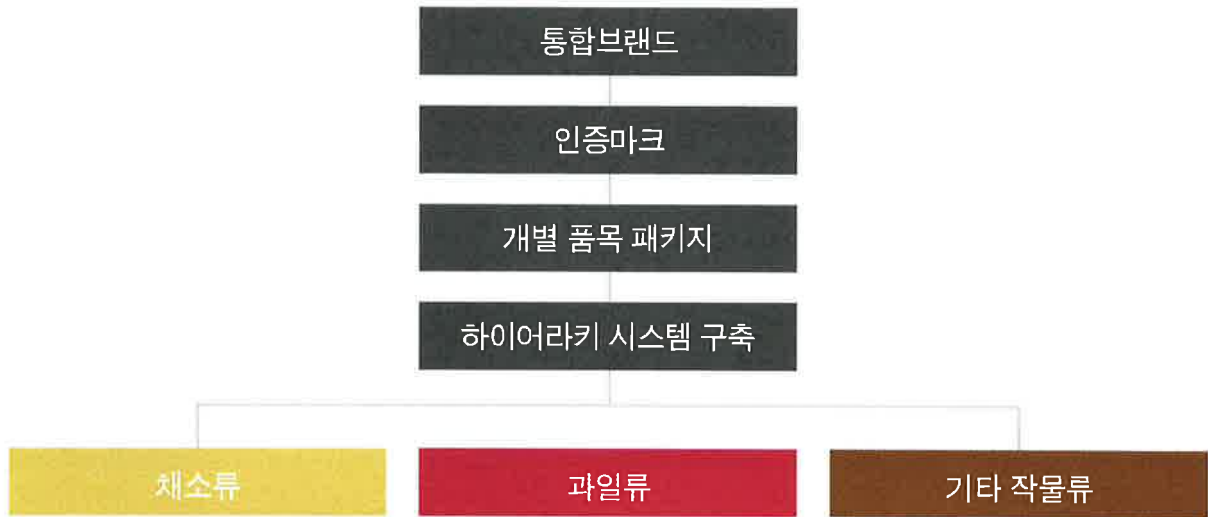 통합브랜드
인증마크
개별 품목 패키지
하이어라키 시스템 구축
채소류
과일류
기타 작물류